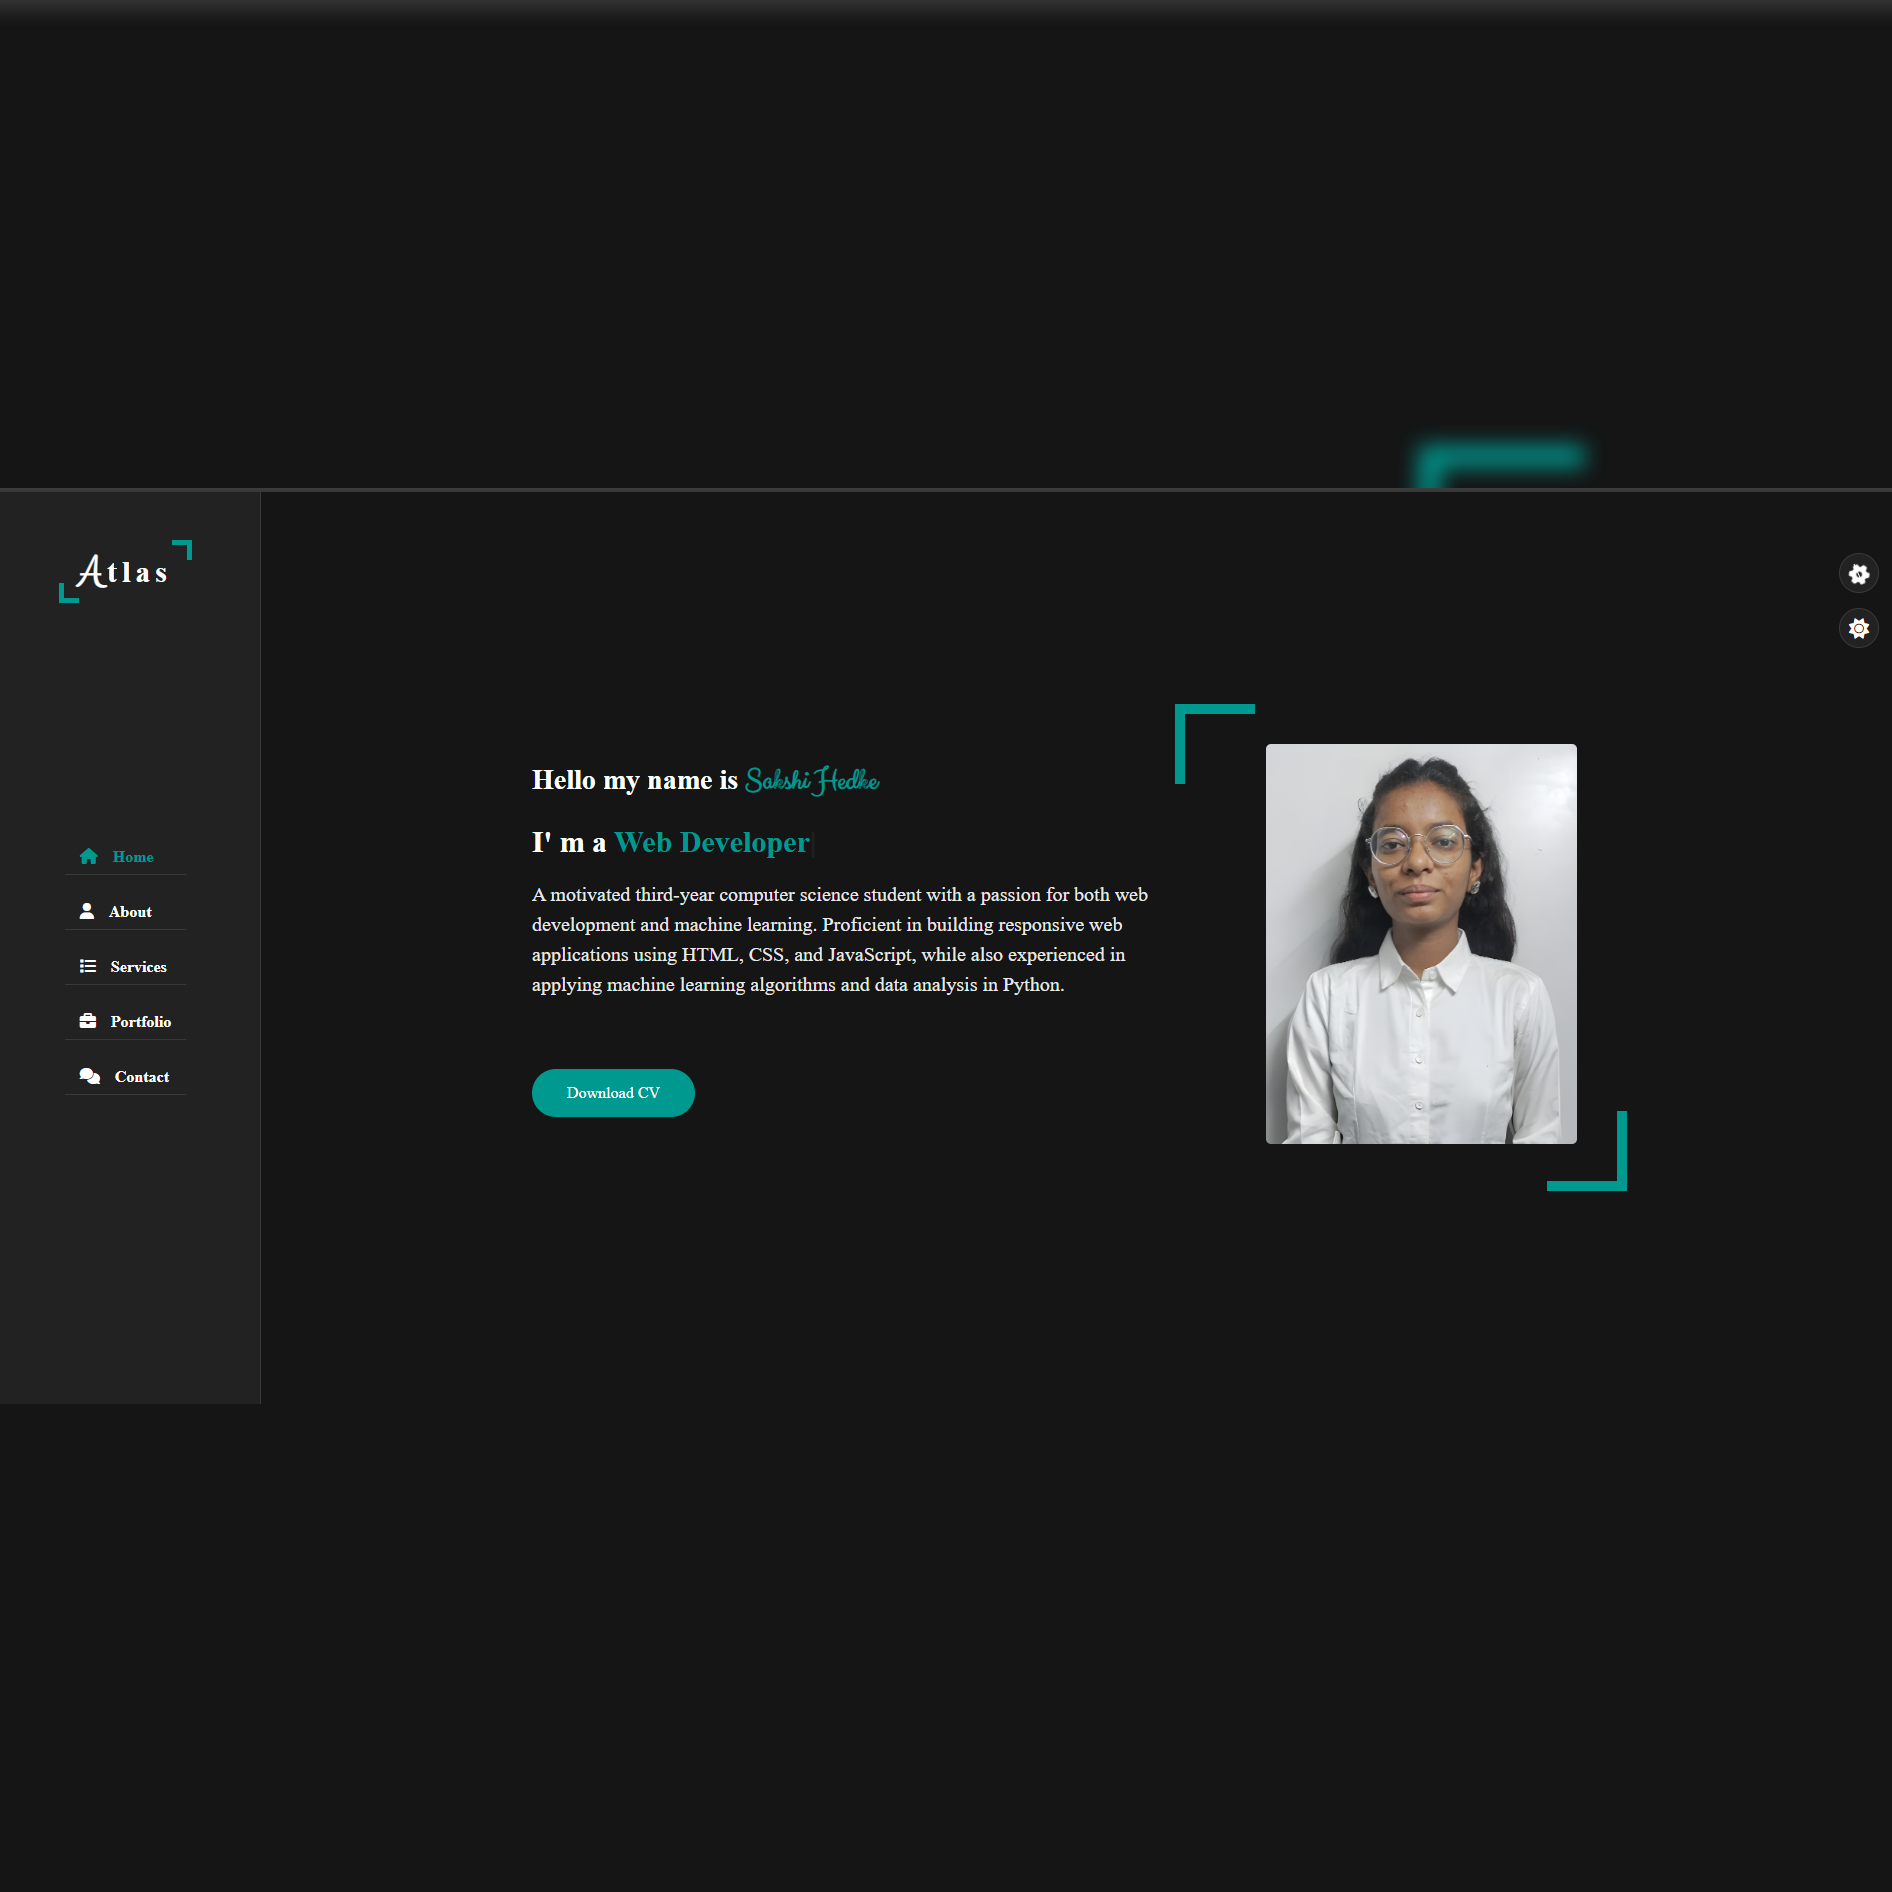 Atlas
Home
About
Services
Portfolio
Contact
Hello my name is Sakshi Hedke
I' m a Web Developer
A motivated third-year computer science student with a passion for both web
development and machine learning. Proficient in building responsive web
applications using HTML, CSS, and JavaScript, while also experienced in
applying machine learning algorithms and data analysis in Python.
Download CV